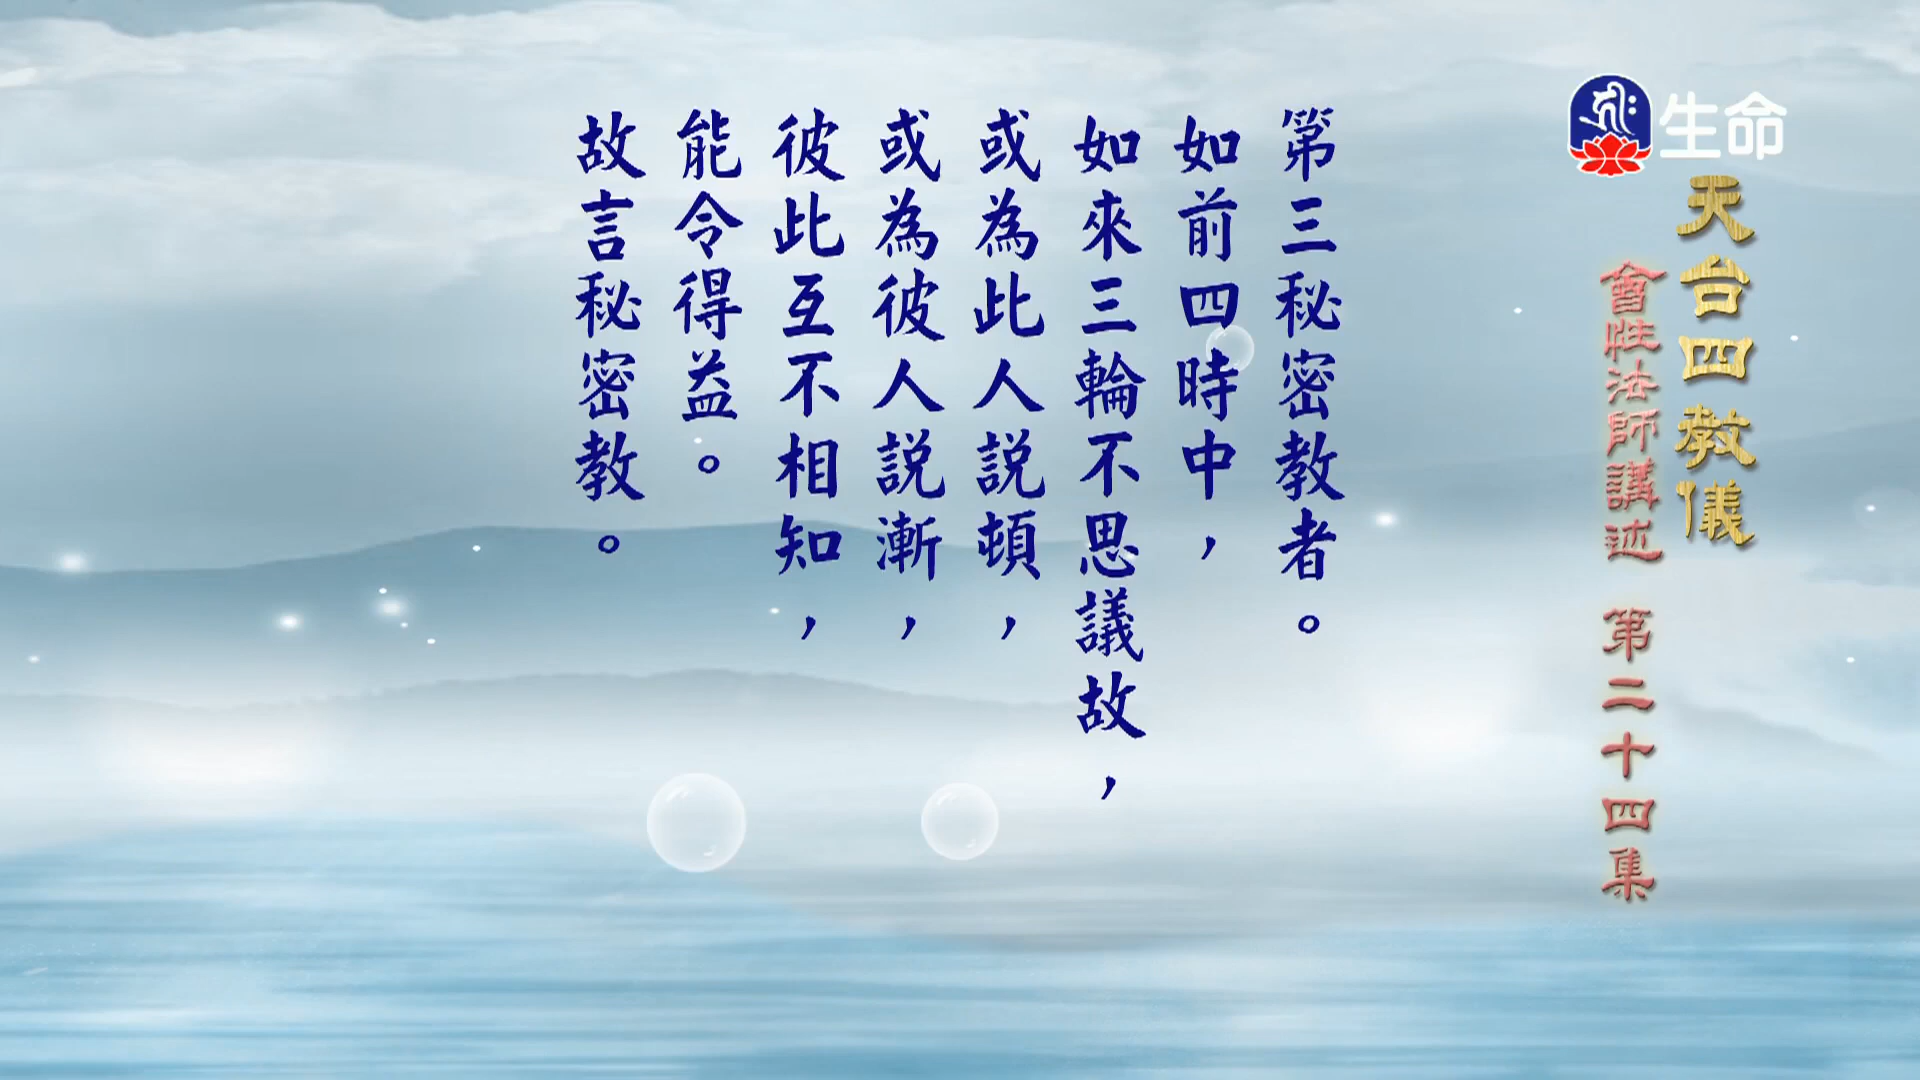 生命
天台四教儀
會性法師講述 第二十四集
第三秘密教者。
如前四時中，
如來三輪不思議故，
或為此人説頓，
或為彼人説漸，
彼此互不相知，
能令得益。
故言秘密教。